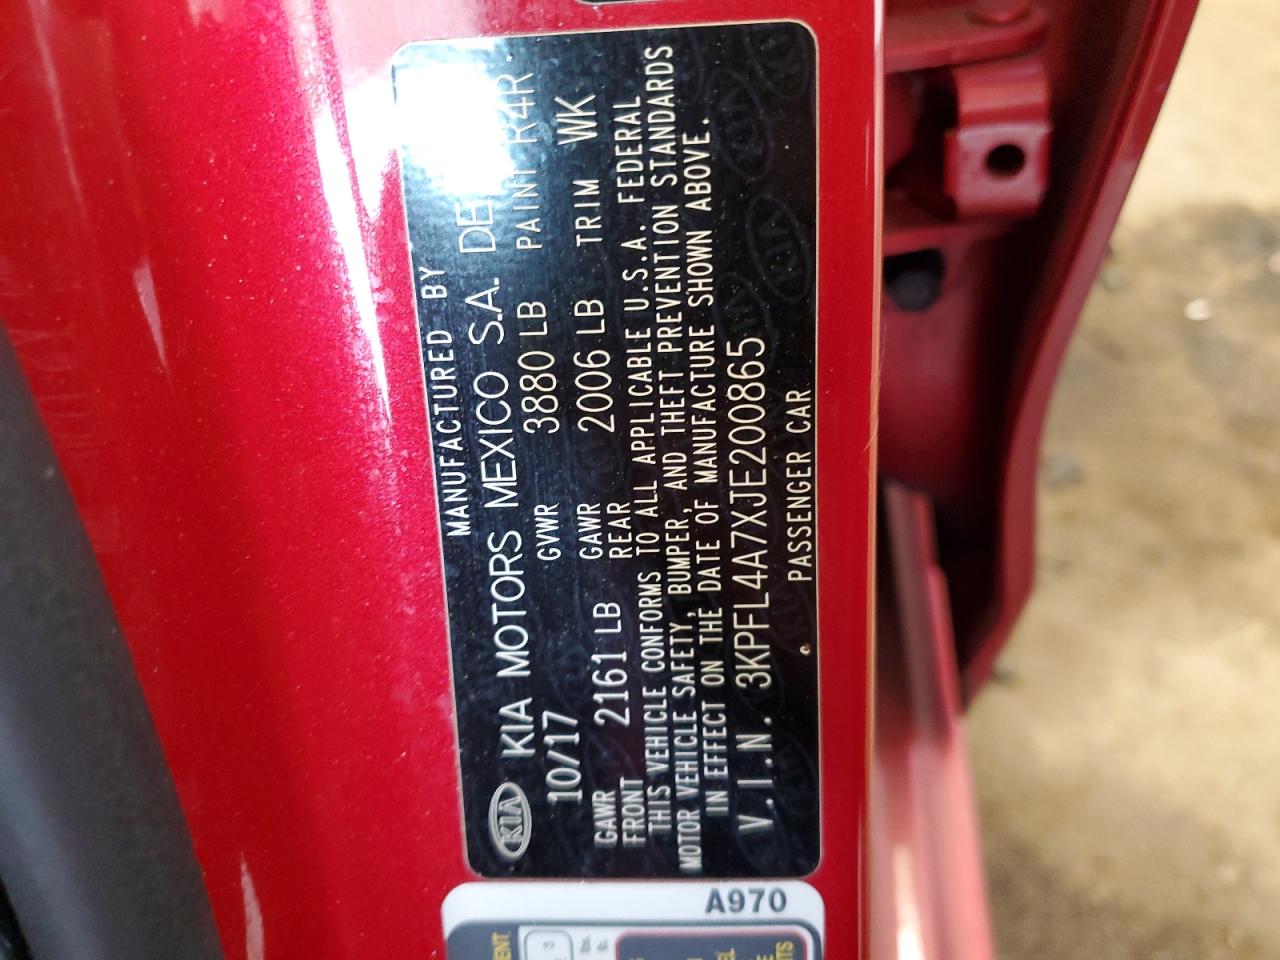 MANUFACTURED BY
KIA KIA MOTORS MEXICO S.A. DE
10/17 GVWR 3880 LB PAINT R4R
GAWR FRONT 2161 LB GAWR REAR 2006 LB TRIM WK
THIS VEHICLE CONFORMS TO ALL APPLICABLE U.S.A. FEDERAL
MOTOR VEHICLE SAFETY, BUMPER, AND THEFT PREVENTION STANDARDS
IN EFFECT ON THE DATE OF MANUFACTURE SHOWN ABOVE.
V.I.N. 3KPFL4A7XJE200865
PASSENGER CAR
A970